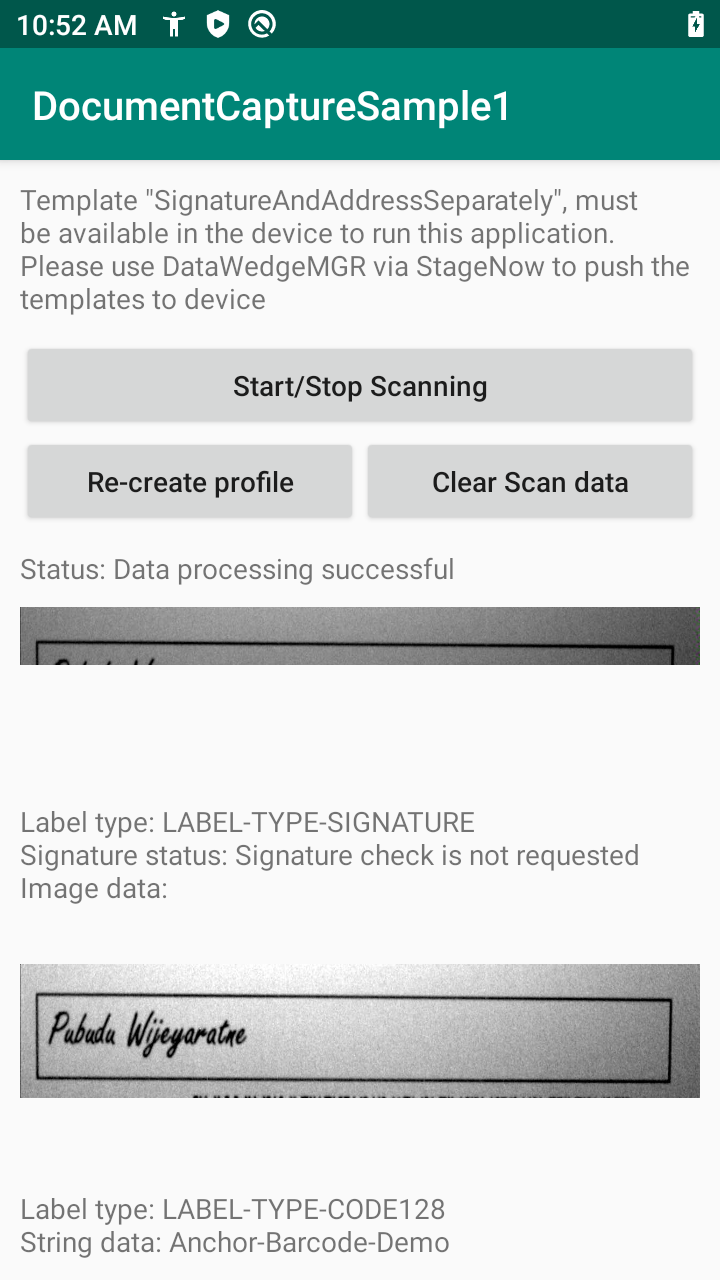 10:52 AM
DocumentCaptureSample1
Template "SignatureAndAddressSeparately", must
be available in the device to run this application.
Please use DataWedgeMGR via StageNow to push the
templates to device
Start/Stop Scanning
Re-create profile Clear Scan data
Status: Data processing successful
Label type: LABEL-TYPE-SIGNATURE
Signature status: Signature check is not requested
Image data:
Pubudu Wijeyaratne
Label type: LABEL-TYPE-CODE128
String data: Anchor-Barcode-Demo